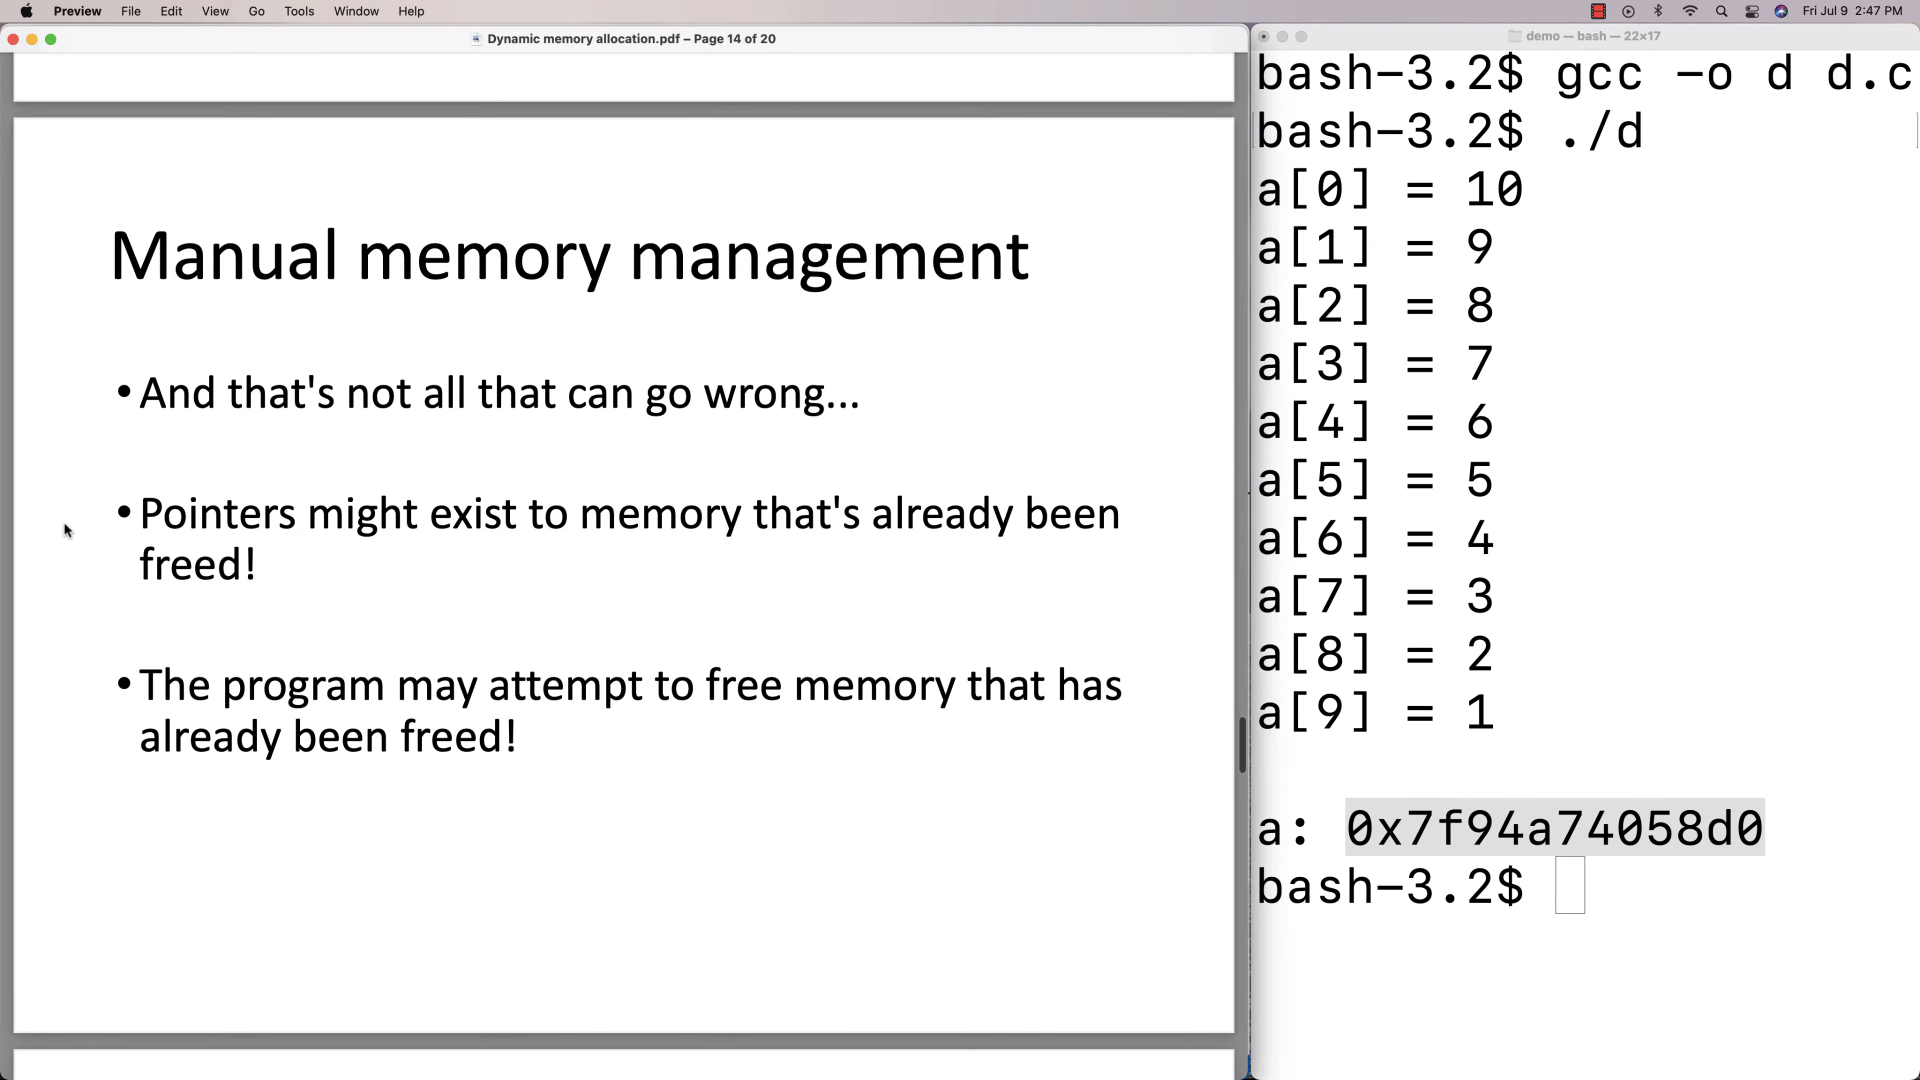 Preview File Edit View Go Tools Window Help
Fri Jul 9 2:47 PM
Dynamic memory allocation.pdf – Page 14 of 20
Manual memory management
• And that's not all that can go wrong...
• Pointers might exist to memory that's already been
freed!
• The program may attempt to free memory that has
already been freed!
demo — bash — 22×17
bash-3.2$ gcc -o d d.c
bash-3.2$ ./d
a[0] = 10
a[1] = 9
a[2] = 8
a[3] = 7
a[4] = 6
a[5] = 5
a[6] = 4
a[7] = 3
a[8] = 2
a[9] = 1
a: 0x7f94a74058d0
bash-3.2$